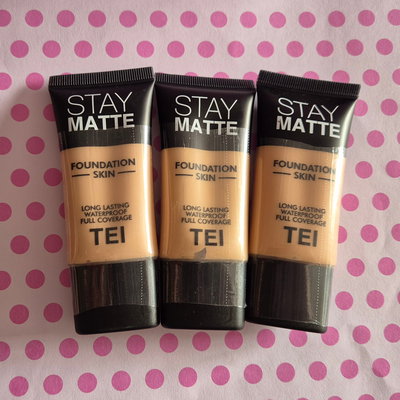 STAY
MATTE
FOUNDATION
SKIN
LONG LASTING
WATERPROOF
FULL COVERAGE
TEI
STAY
MATTE
FOUNDATION
SKIN
LONG LASTING
WATERPROOF
FULL COVERAGE
TEI
STAY
MATTE
FOUNDATION
SKIN
LONG LASTING
WATERPROOF
FULL COVERAGE
TEI